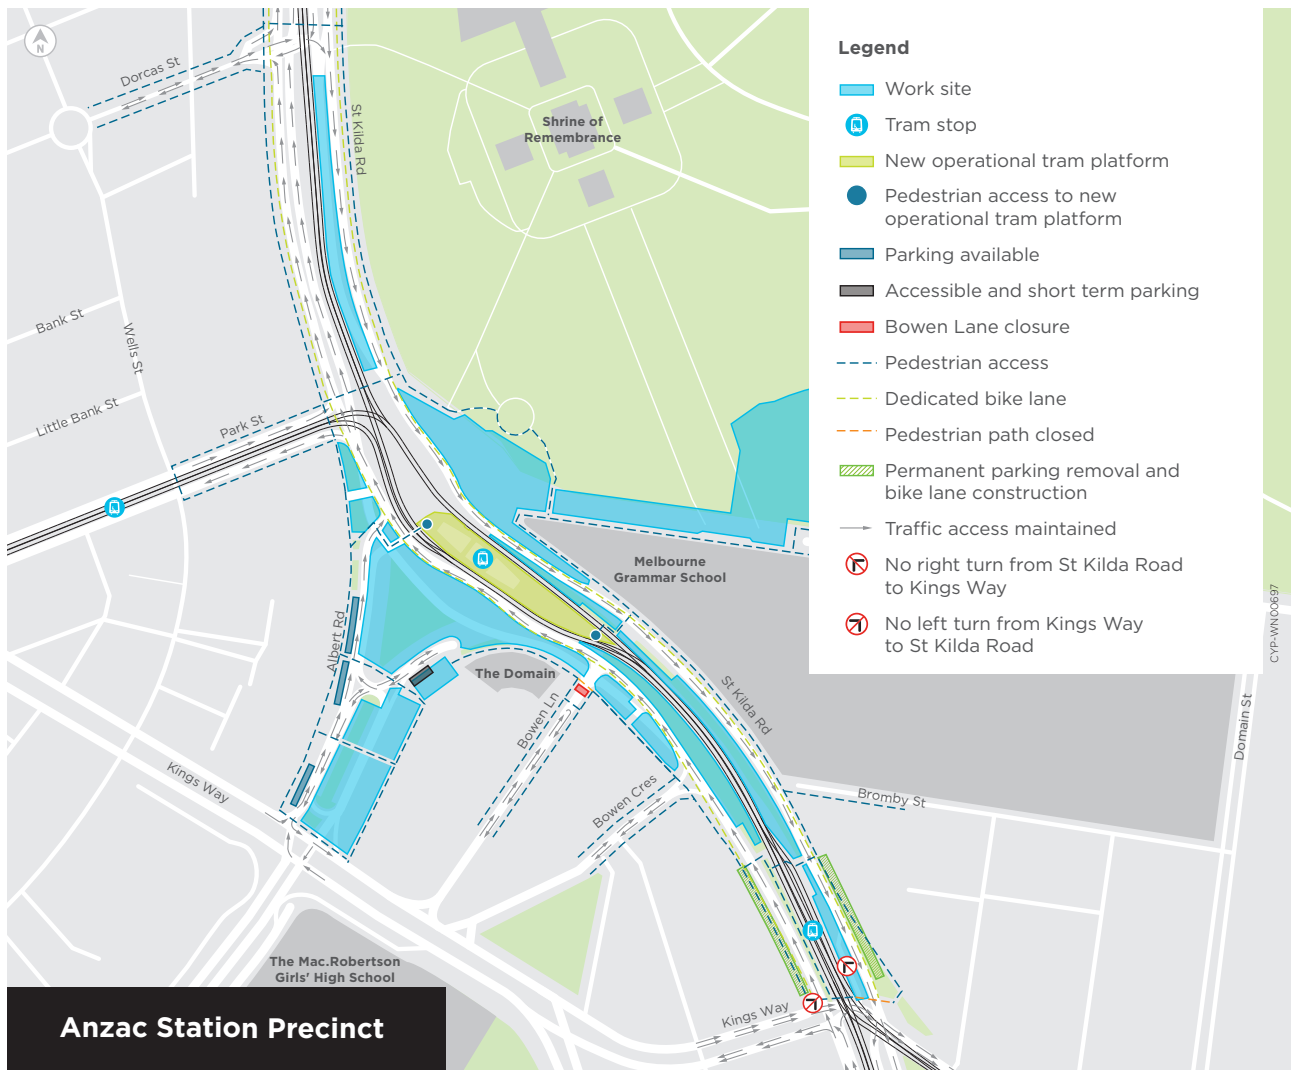 N
Dorcas St
St Kilda Rd
Shrine of
Remembrance
Bank St
Wells St
Little Bank St
Park St
Melbourne
Grammar School
Albert Rd
The Domain
Bowen Ln
St Kilda Rd
Kings Way
Bowen Cres
Bromby St
Domain St
The Mac.Robertson
Girls' High School
Kings Way
Anzac Station Precinct
Legend
Work site
Tram stop
New operational tram platform
Pedestrian access to new
operational tram platform
Parking available
Accessible and short term parking
Bowen Lane closure
Pedestrian access
Dedicated bike lane
Pedestrian path closed
Permanent parking removal and
bike lane construction
Traffic access maintained
No right turn from St Kilda Road
to Kings Way
No left turn from Kings Way
to St Kilda Road
CYP-WN00697